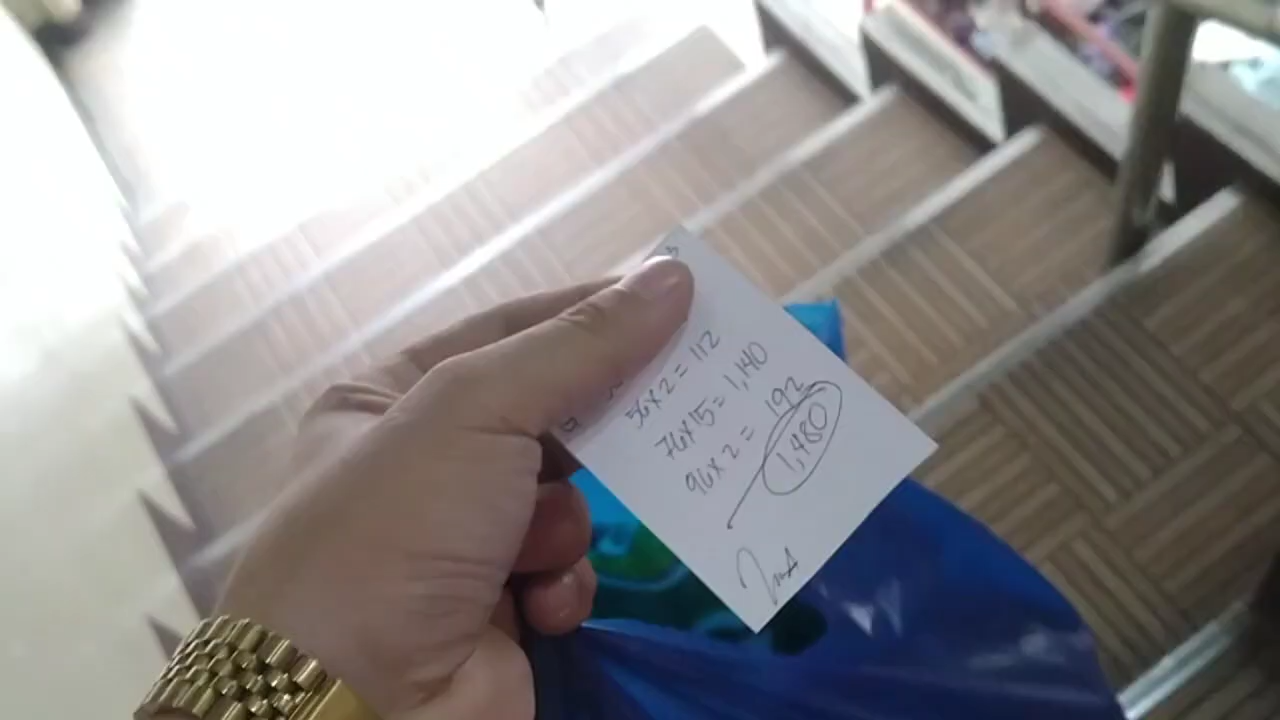 56x2 = 112
76x15 = 1,140
96x2 = 192
1,480